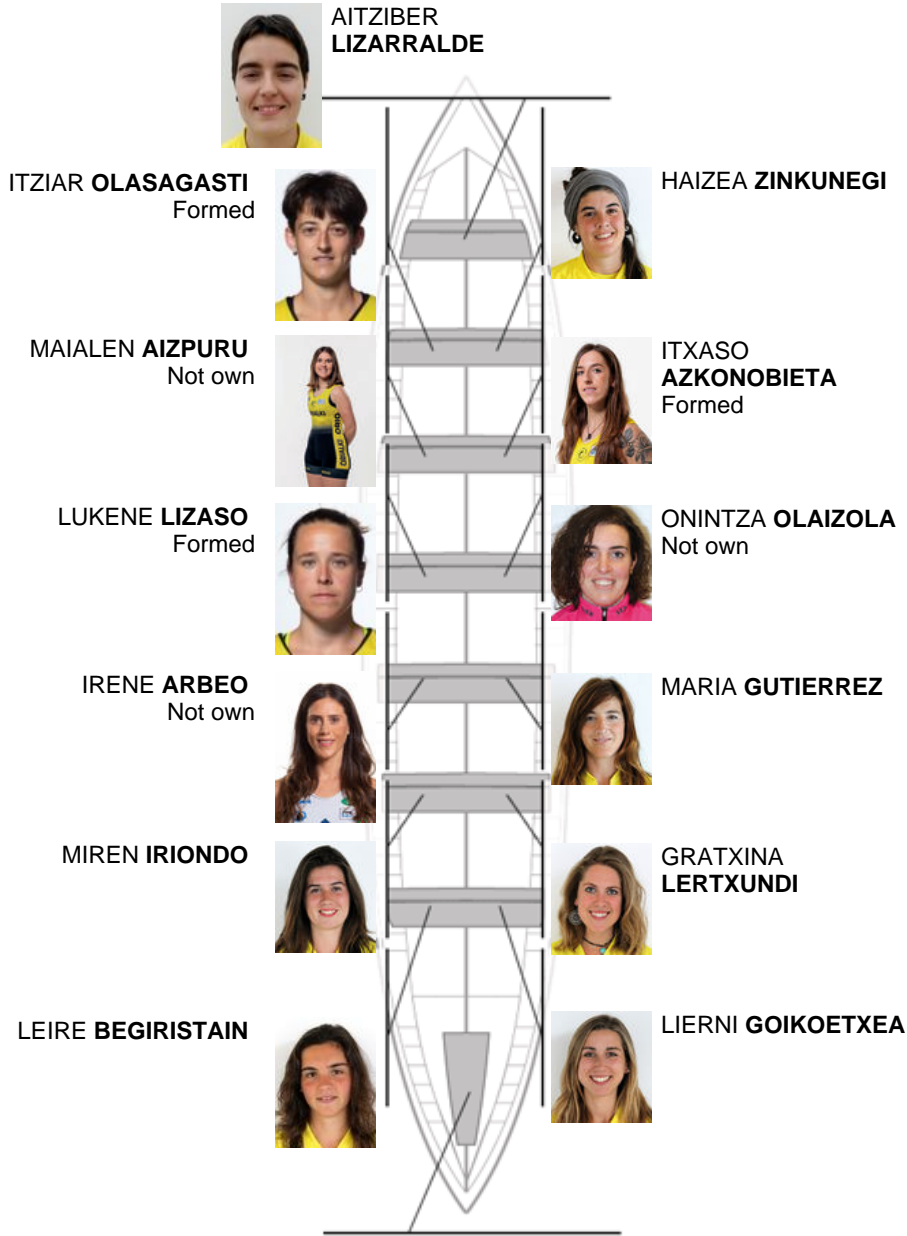 AITZIBER
LIZARRALDE
ITZIAR OLASAGASTI
Formed
HAIZEA ZINKUNEGI
MAIALEN AIZPURU
Not own
ITXASO
AZKONOBIETA
Formed
LUKENE LIZASO
Formed
ONINTZA OLAIZOLA
Not own
IRENE ARBEO
Not own
MARIA GUTIERREZ
MIREN IRIONDO
GRATXINA
LERTXUNDI
LEIRE BEGIRISTAIN
LIERNI GOIKOETXEA